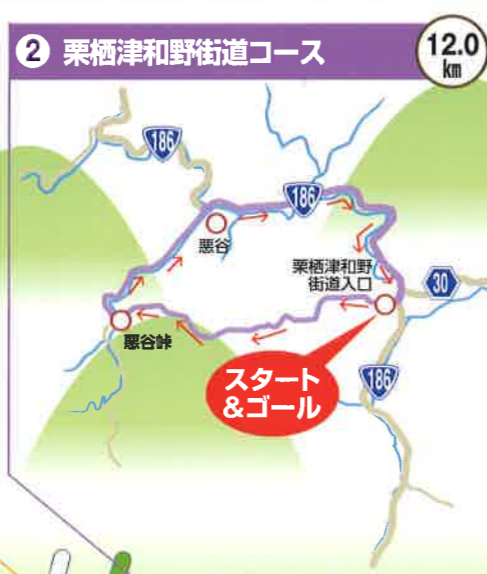 ② 栗栖津和野街道コース
12.0
km
186
186
悪谷
栗栖津和野
街道入口
30
悪谷峠
スタート
&ゴール
186